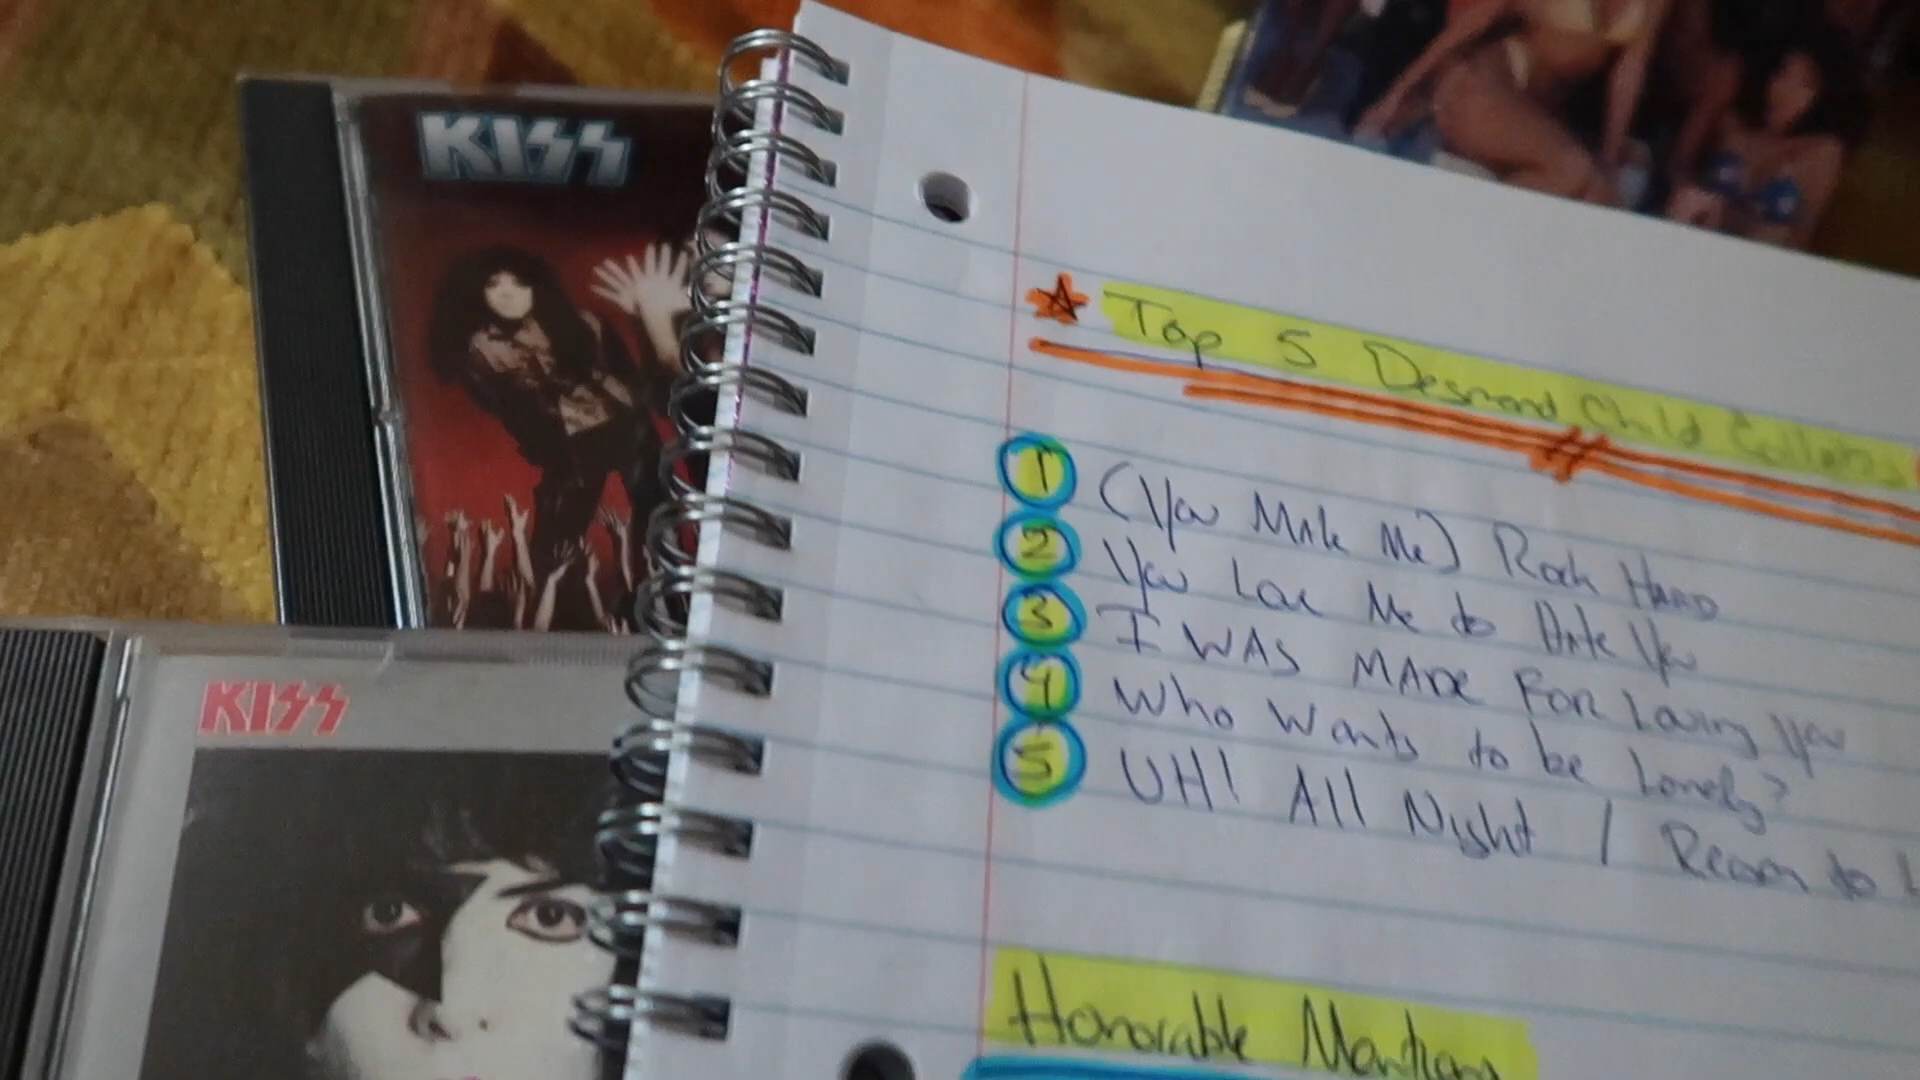 KISS
KISS
Top 5 Desmond Child Collabs
1 (You Make Me) Rock HARD
2 You Love Me to Hate You
3 I WAS MADE FOR Loving You
4 Who Wants to be Lonely?
5 UH! All Night / Reason to L
Honorable Mentions